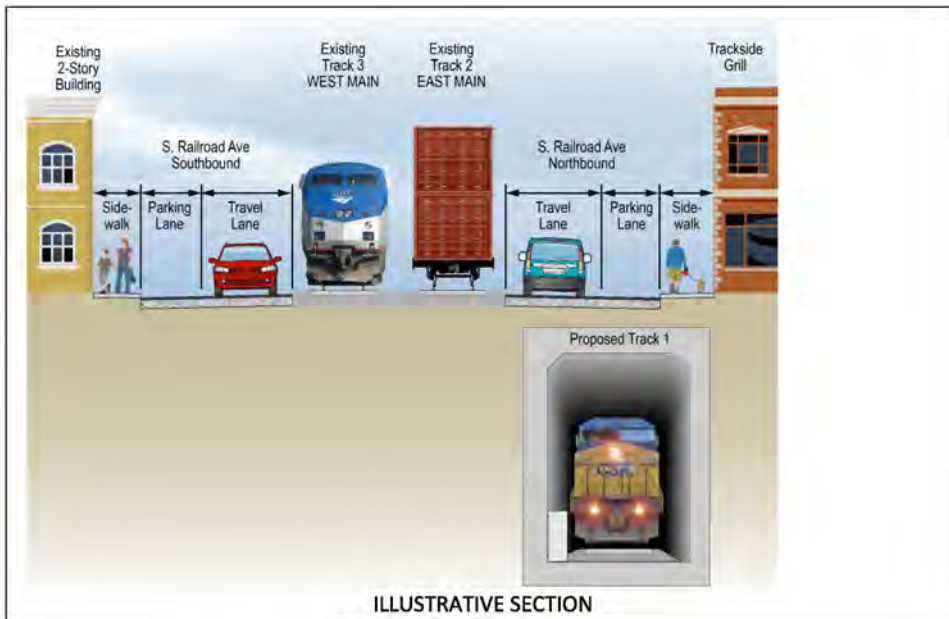 Existing
2-Story
Building
Existing
Track 3
WEST MAIN
Existing
Track 2
EAST MAIN
Trackside
Grill
S. Railroad Ave
Southbound
S. Railroad Ave
Northbound
Side-
walk
Parking
Lane
Travel
Lane
Travel
Lane
Parking
Lane
Side-
walk
Proposed Track 1
ILLUSTRATIVE SECTION